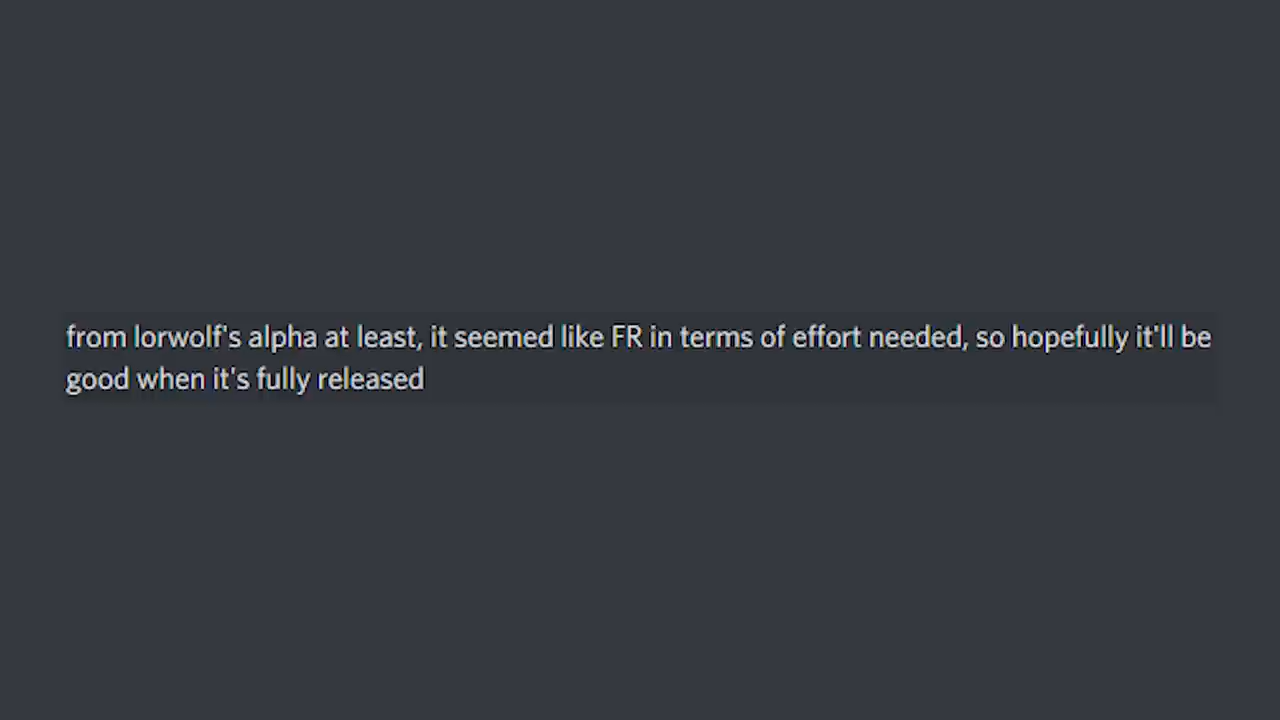 from lorwolf's alpha at least, it seemed like FR in terms of effort needed, so hopefully it'll be
good when it's fully released